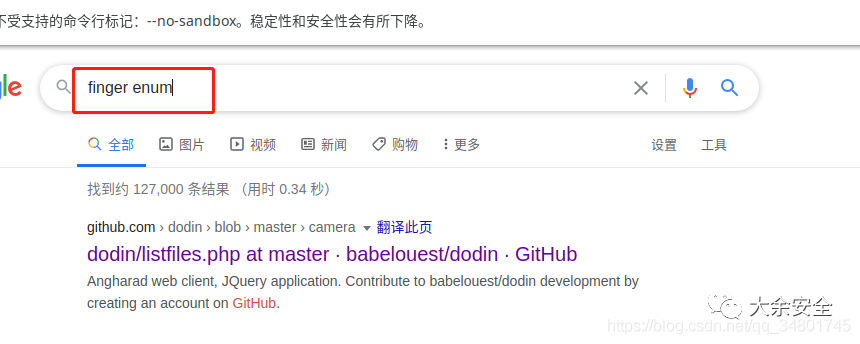 不受支持的命令行标记：--no-sandbox。稳定性和安全性会有所下降。
gle finger enum
全部 图片 视频 新闻 购物 更多 设置 工具
找到约 127,000 条结果 （用时 0.34 秒）
github.com › dodin › blob › master › camera 翻译此页
dodin/listfiles.php at master · babelouest/dodin · GitHub
Angharad web client, JQuery application. Contribute to babelouest/dodin development by
creating an account on GitHub.
大余安全
https://blog.csdn.net/qq_34801745